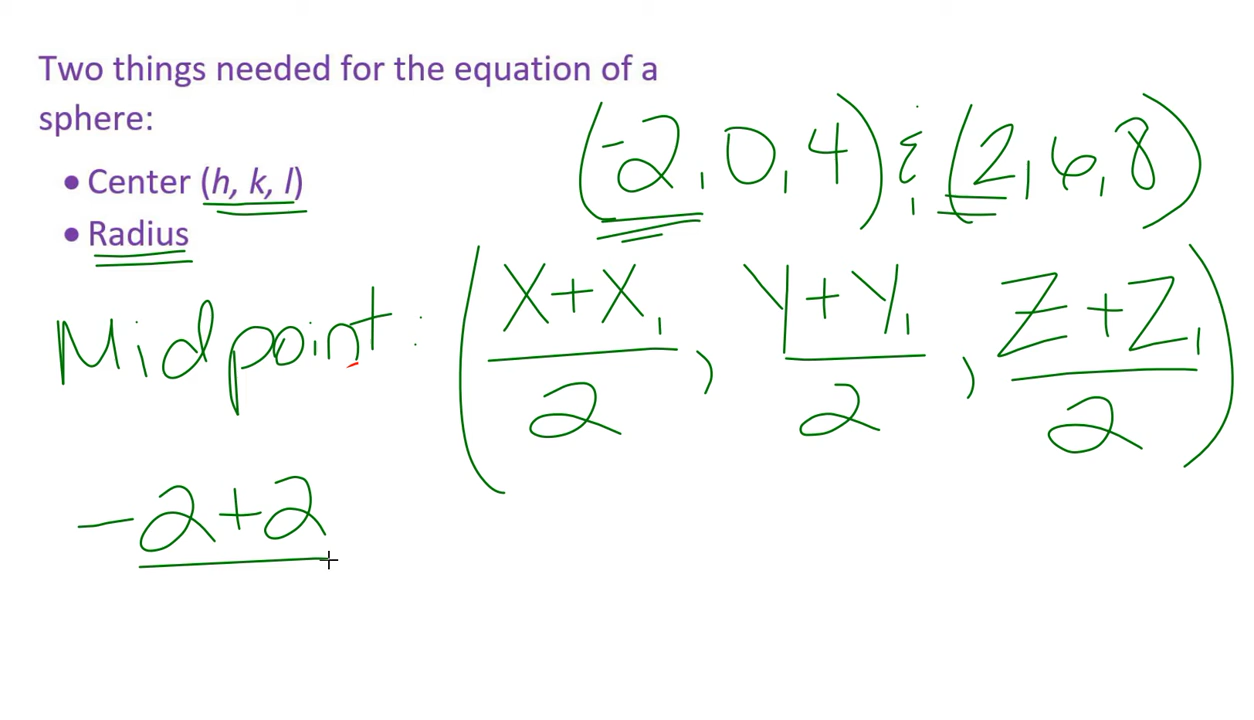 Two things needed for the equation of a
sphere:
• Center (h, k, l)
• Radius
(-2, 0, 4) & (2, 6, 8)
Midpoint: (X+X₁/2, Y+Y₁/2, Z+Z₁/2)
-2+2